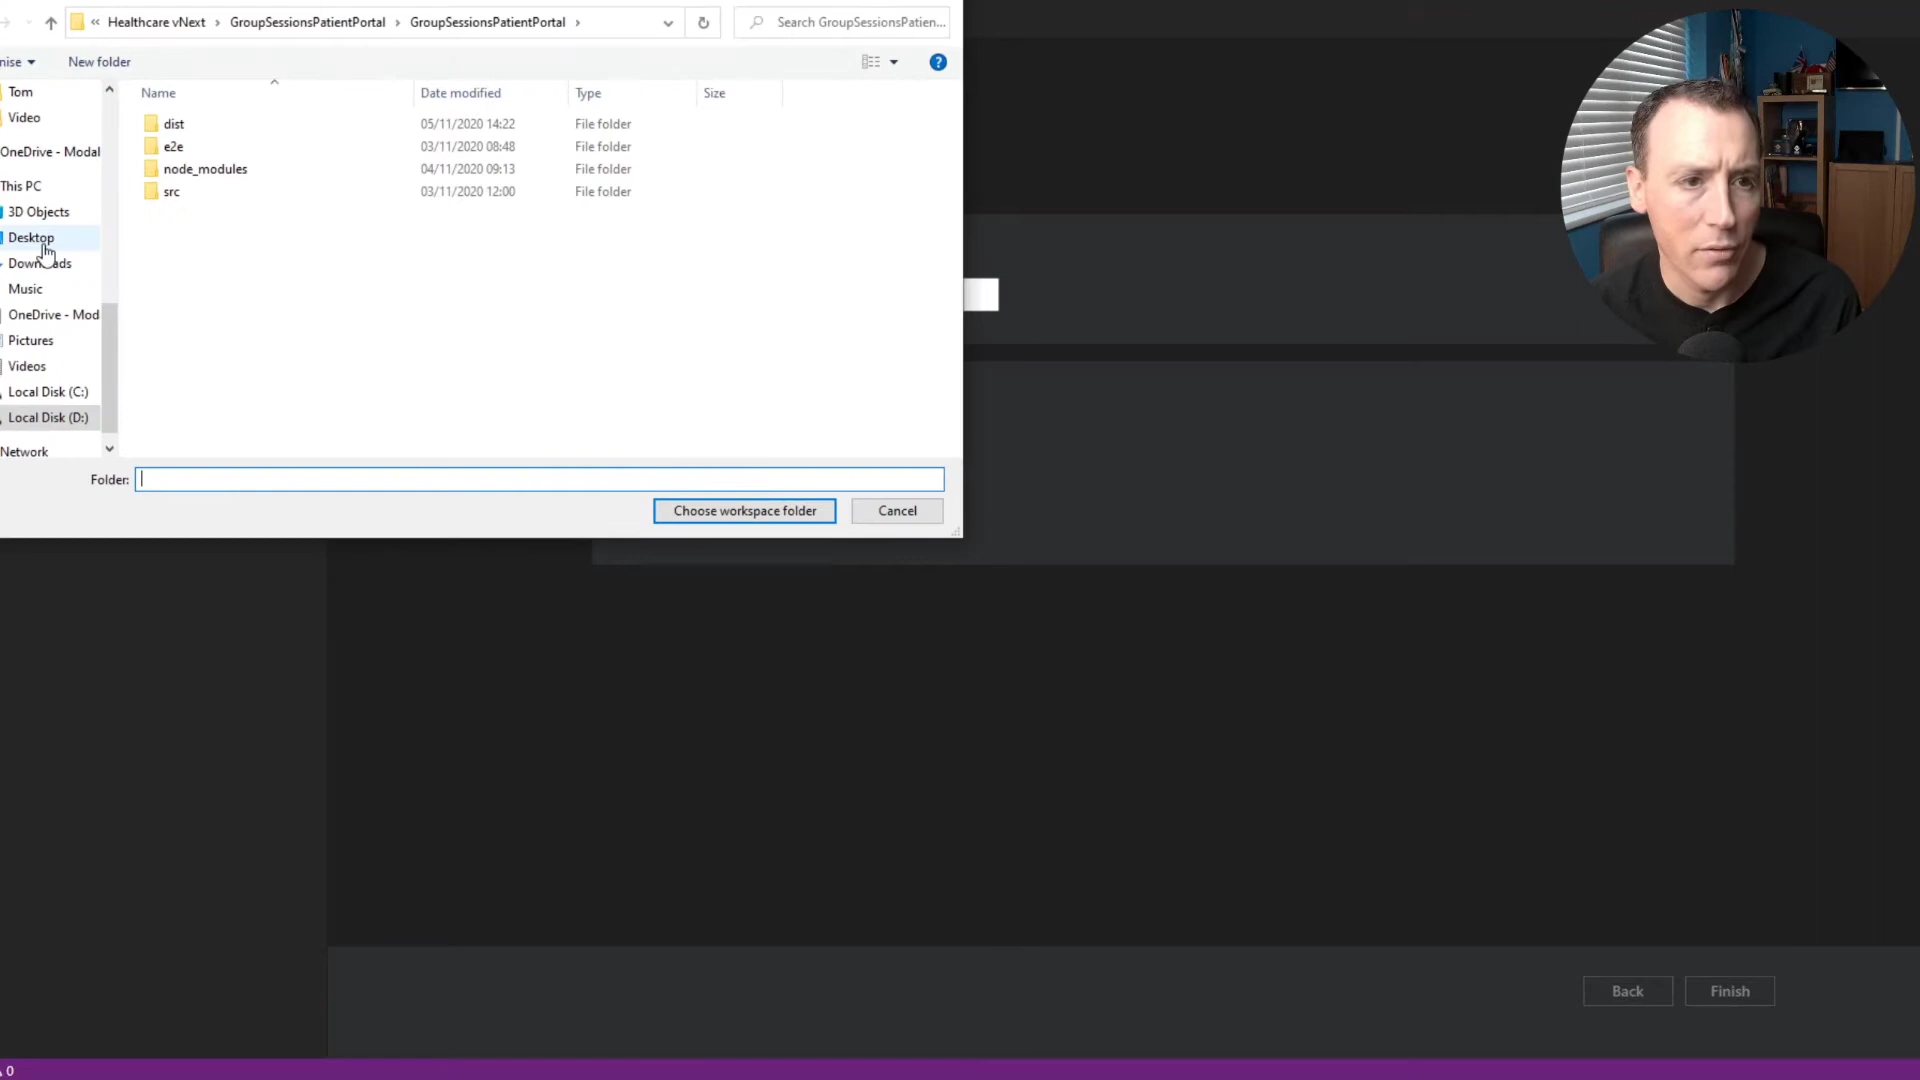 « Healthcare vNext › GroupSessionsPatientPortal › GroupSessionsPatientPortal ›
Search GroupSessionsPatien...
nise
New folder
?
Tom
Video
OneDrive - Modal
This PC
3D Objects
Desktop
Downloads
Music
OneDrive - Mod
Pictures
Videos
Local Disk (C:)
Local Disk (D:)
Network
Name Date modified Type Size
dist 05/11/2020 14:22 File folder
e2e 03/11/2020 08:48 File folder
node_modules 04/11/2020 09:13 File folder
src 03/11/2020 12:00 File folder
Folder:
Choose workspace folder
Cancel
Back
Finish
0